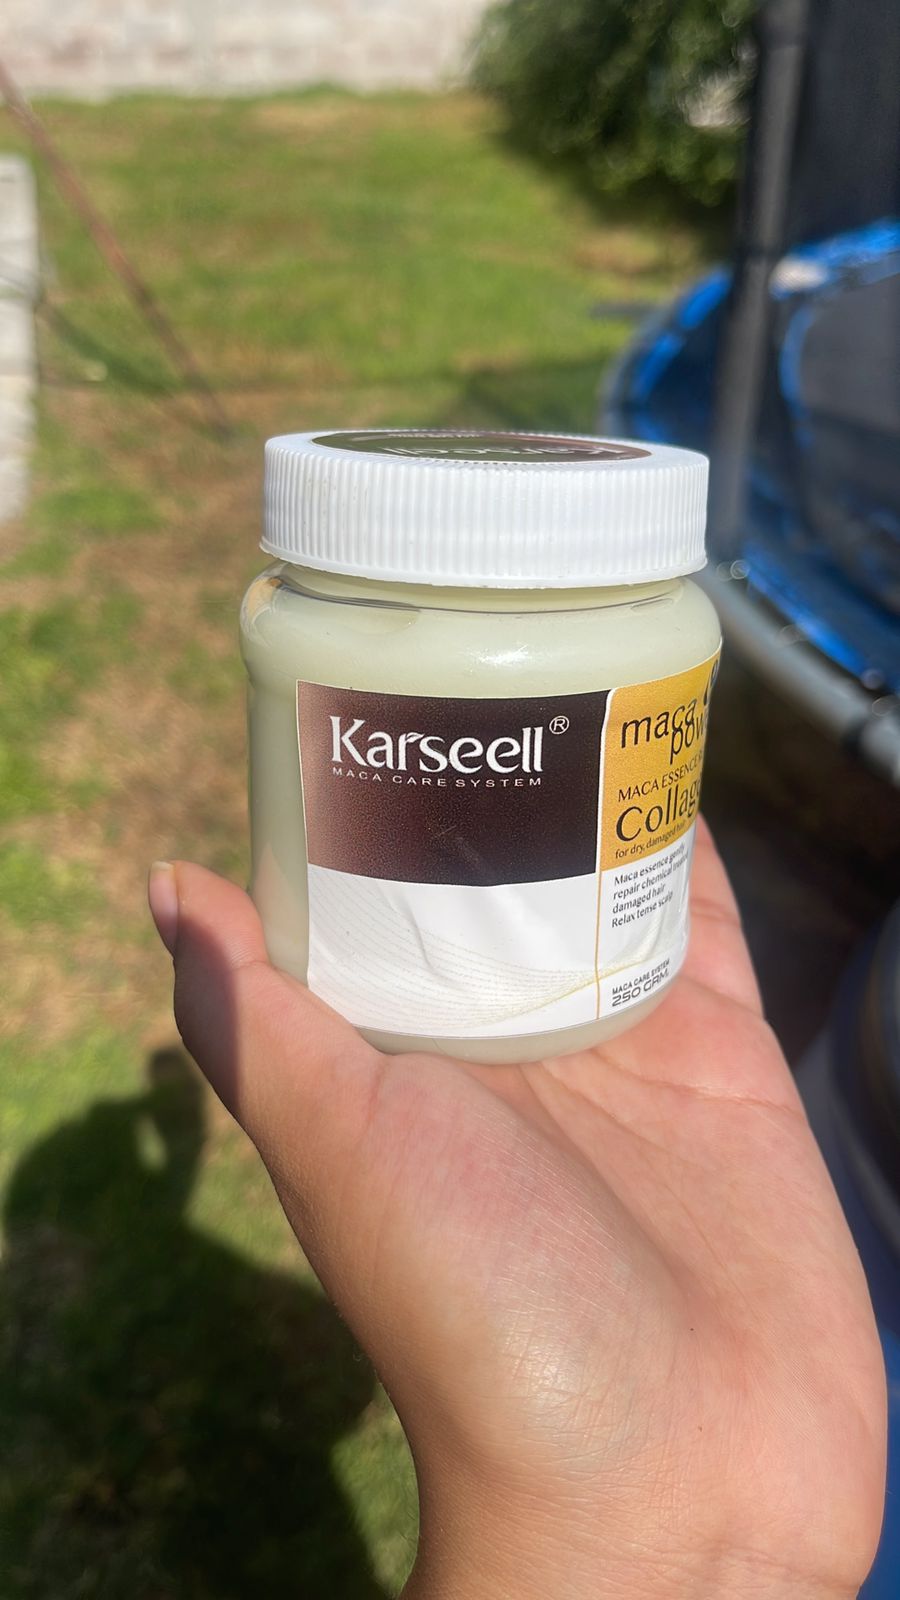 Karseell®
MACA CARE SYSTEM
maca
MACA ESSENCE
for dry, damaged hair
Maca essence gently
repair chemical treated
damaged hair
Relax tense scalp
MACA CARE SYSTEM
250 GRM.